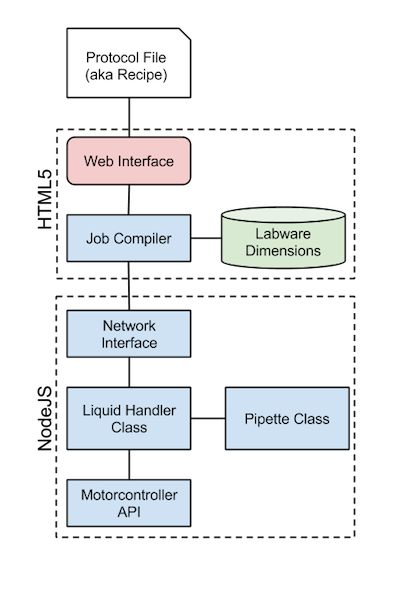 Protocol File
(aka Recipe)
HTML5
Web Interface
Job Compiler
Labware
Dimensions
NodeJS
Network
Interface
Liquid Handler
Class
Pipette Class
Motorcontroller
API